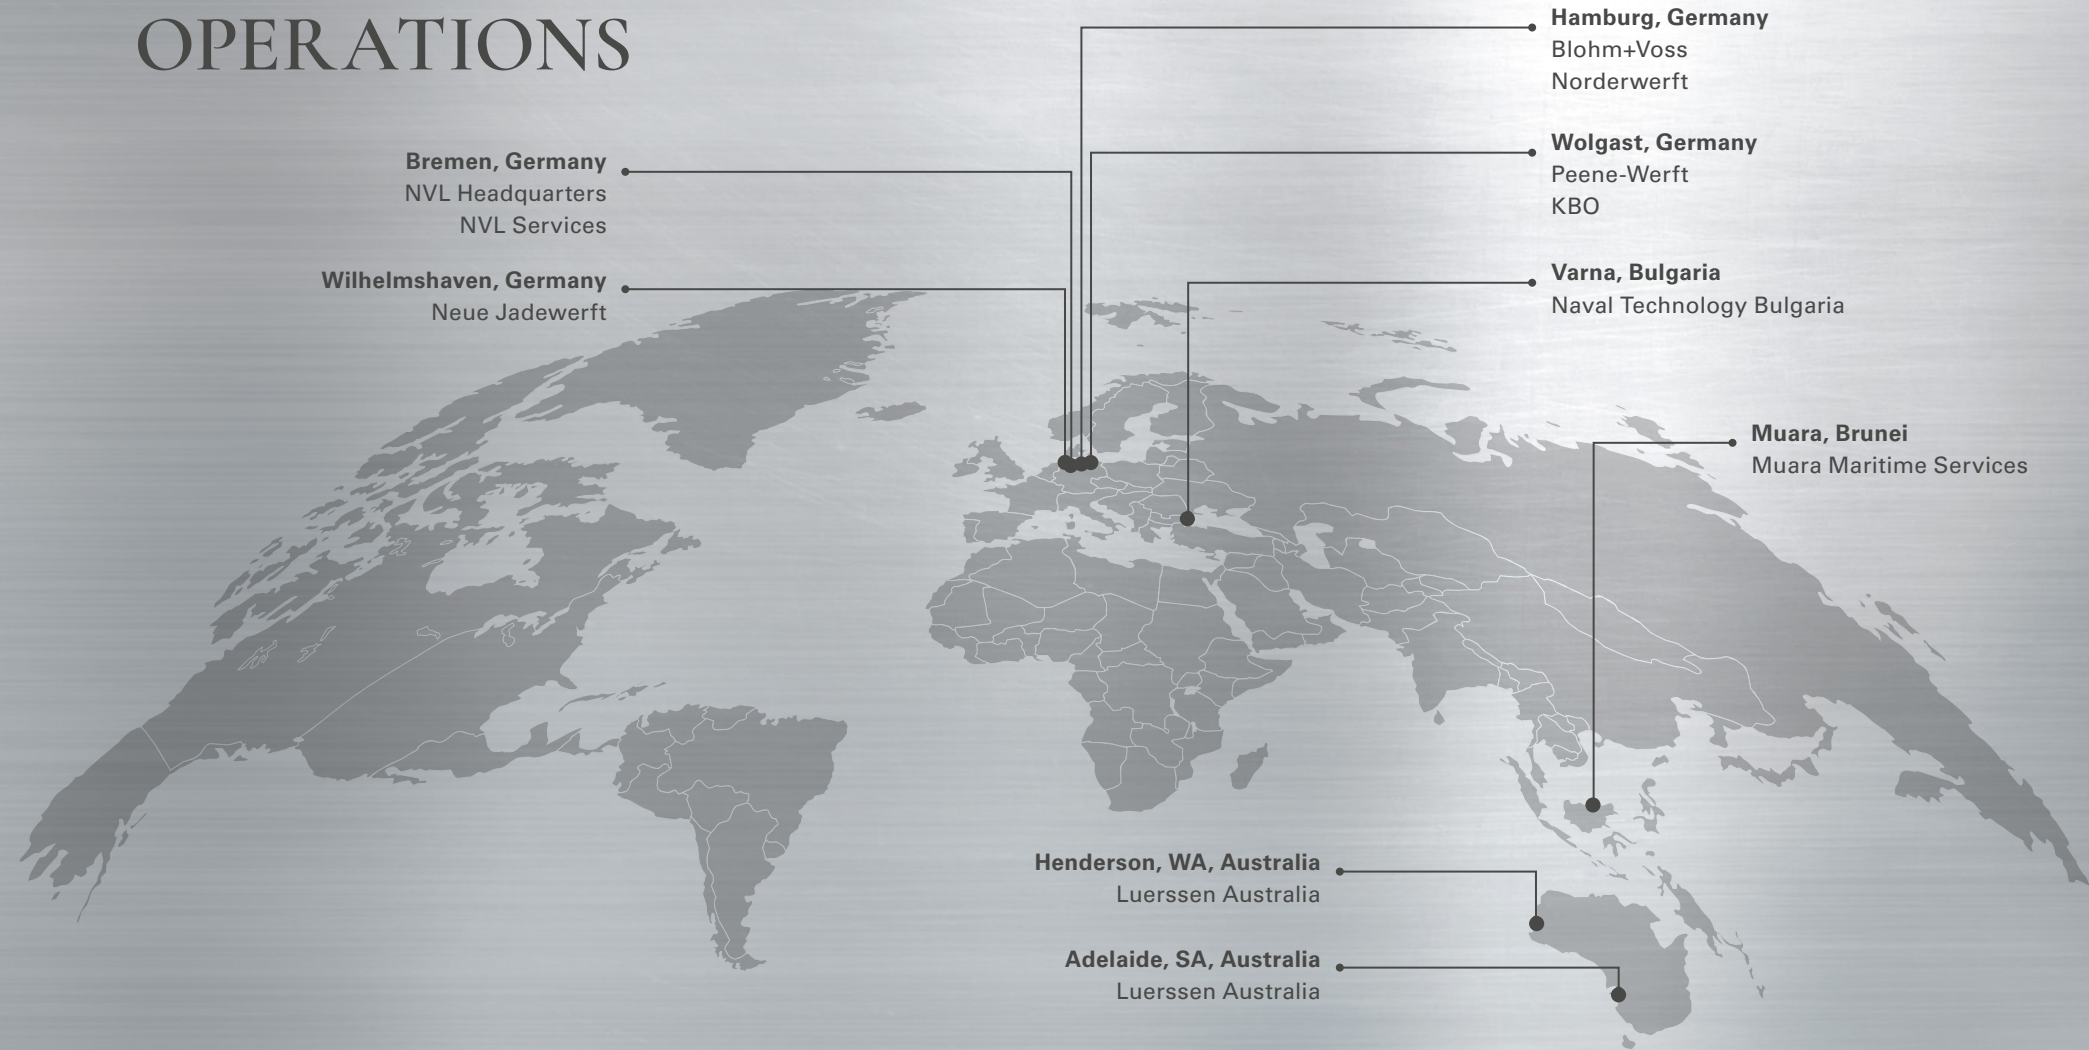 OPERATIONS
Hamburg, Germany
Blohm+Voss
Norderwerft
Bremen, Germany
NVL Headquarters
NVL Services
Wolgast, Germany
Peene-Werft
KBO
Wilhelmshaven, Germany
Neue Jadewerft
Varna, Bulgaria
Naval Technology Bulgaria
Muara, Brunei
Muara Maritime Services
Henderson, WA, Australia
Luerssen Australia
Adelaide, SA, Australia
Luerssen Australia